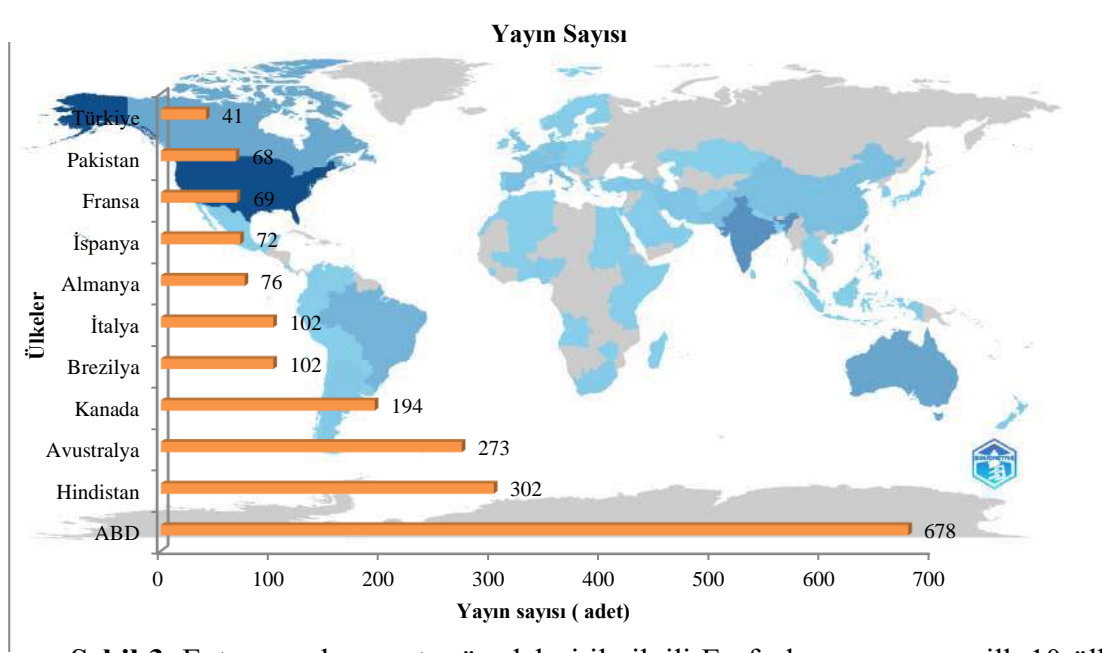 Yayın Sayısı
Türkiye 41
Pakistan 68
Fransa 69
İspanya 72
Almanya 76
İtalya 102
Brezilya 102
Kanada 194
Avustralya 273
Hindistan 302
ABD 678
Ülkeler
0 100 200 300 400 500 600 700
Yayın sayısı ( adet)